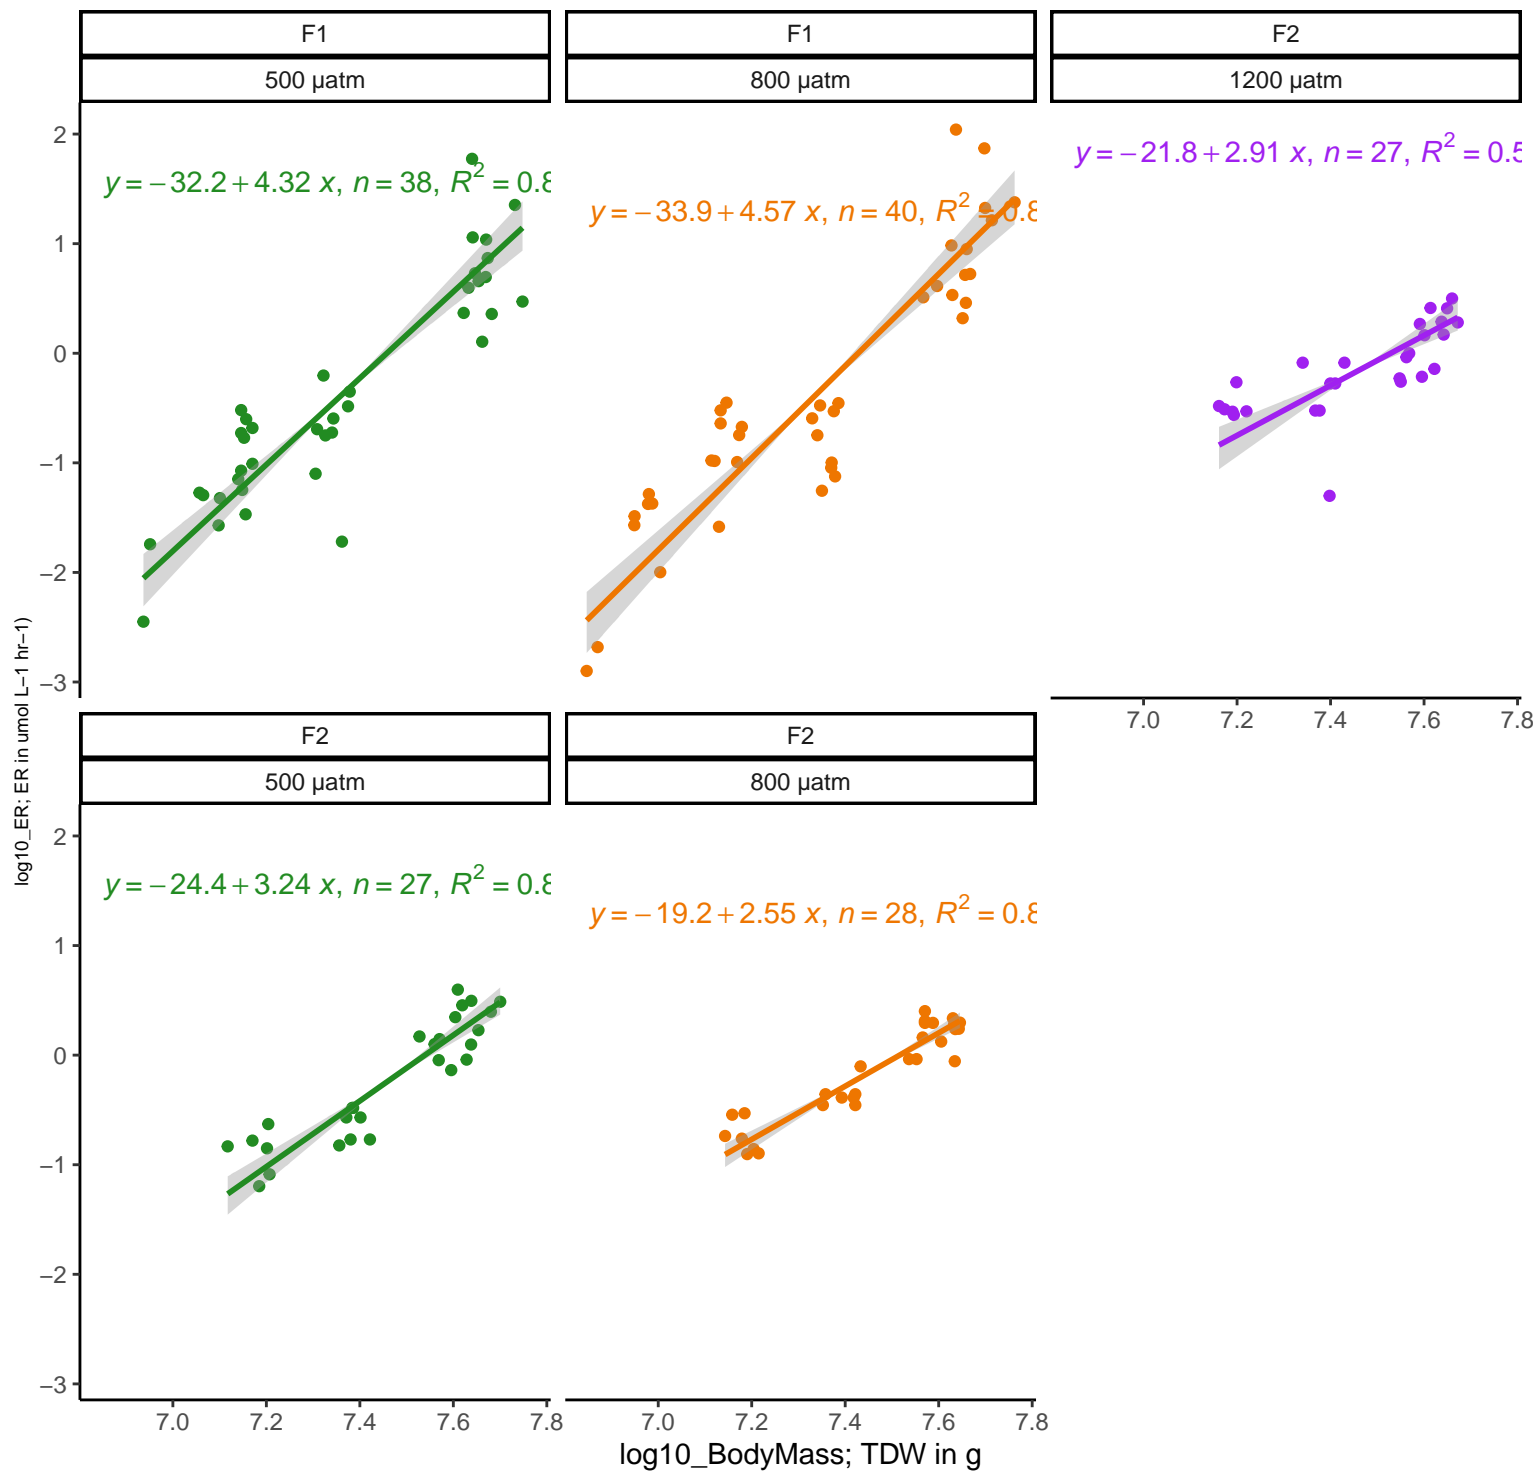 F1
500 µatm
F1
800 µatm
F2
1200 µatm
y = −32.2 + 4.32 x, n = 38, R² = 0.8
y = −33.9 + 4.57 x, n = 40, R² = 0.8
y = −21.8 + 2.91 x, n = 27, R² = 0.5
2
1
0
−1
−2
−3
7.0 7.2 7.4 7.6 7.8
F2
500 µatm
F2
800 µatm
y = −24.4 + 3.24 x, n = 27, R² = 0.8
y = −19.2 + 2.55 x, n = 28, R² = 0.8
2
1
0
−1
−2
−3
7.0 7.2 7.4 7.6 7.8
7.0 7.2 7.4 7.6 7.8
log10_BodyMass; TDW in g
log10_ER; ER in umol L−1 hr−1)